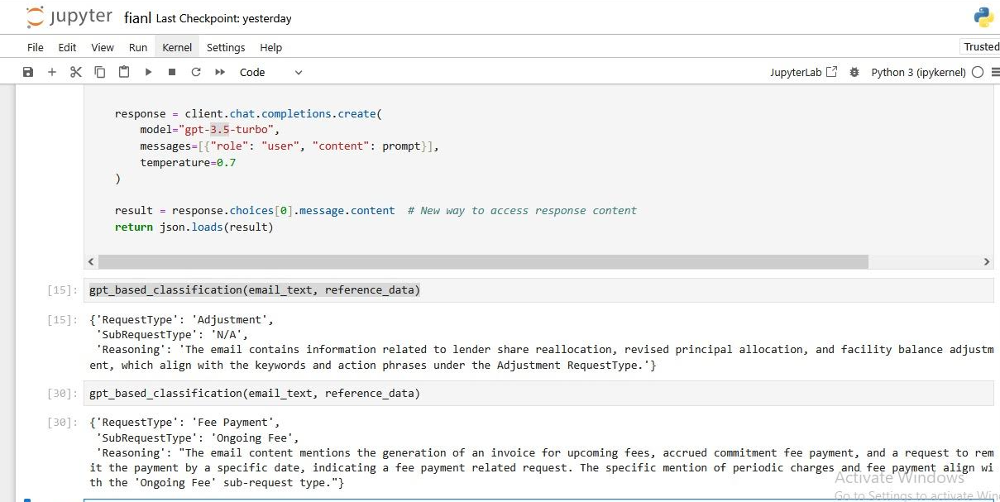 jupyter fianl Last Checkpoint: yesterday
File Edit View Run Kernel Settings Help Trusted
Code JupyterLab Python 3 (ipykernel)
response = client.chat.completions.create(
model="gpt-3.5-turbo",
messages=[{"role": "user", "content": prompt}],
temperature=0.7
)
result = response.choices[0].message.content # New way to access response content
return json.loads(result)
[15]: gpt_based_classification(email_text, reference_data)
[15]: {'RequestType': 'Adjustment',
'SubRequestType': 'N/A',
'Reasoning': 'The email contains information related to lender share reallocation, revised principal allocation, and facility balance adjustm
ent, which align with the keywords and action phrases under the Adjustment RequestType.'}
[30]: gpt_based_classification(email_text, reference_data)
[30]: {'RequestType': 'Fee Payment',
'SubRequestType': 'Ongoing Fee',
'Reasoning': "The email content mentions the generation of an invoice for upcoming fees, accrued commitment fee payment, and a request to rem
it the payment by a specific date, indicating a fee payment related request. The specific mention of periodic charges and fee payment align wi
th the 'Ongoing Fee' sub-request type."}
Activate Windows
Go to Settings to activate Win